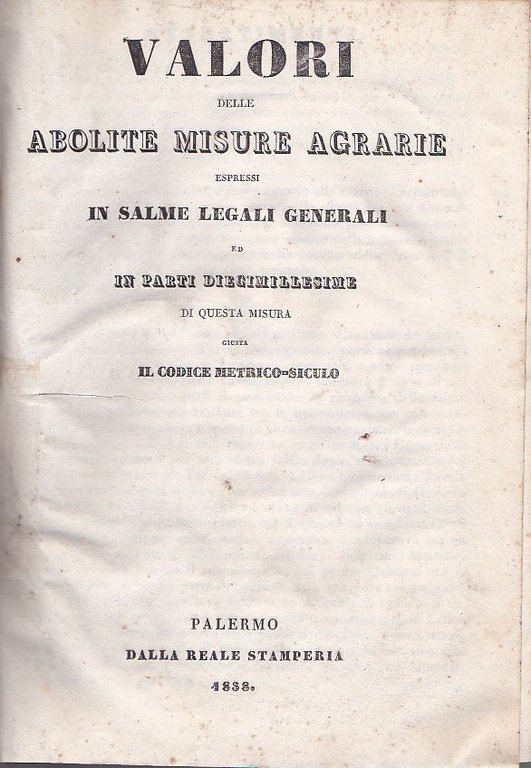 VALORI
DELLE
ABOLITE MISURE AGRARIE
ESPRESSI
IN SALME LEGALI GENERALI
ED
IN PARTI DIECIMILLESIME
DI QUESTA MISURA
GIUSTA
IL CODICE METRICO-SICULO
PALERMO
DALLA REALE STAMPERIA
1838.